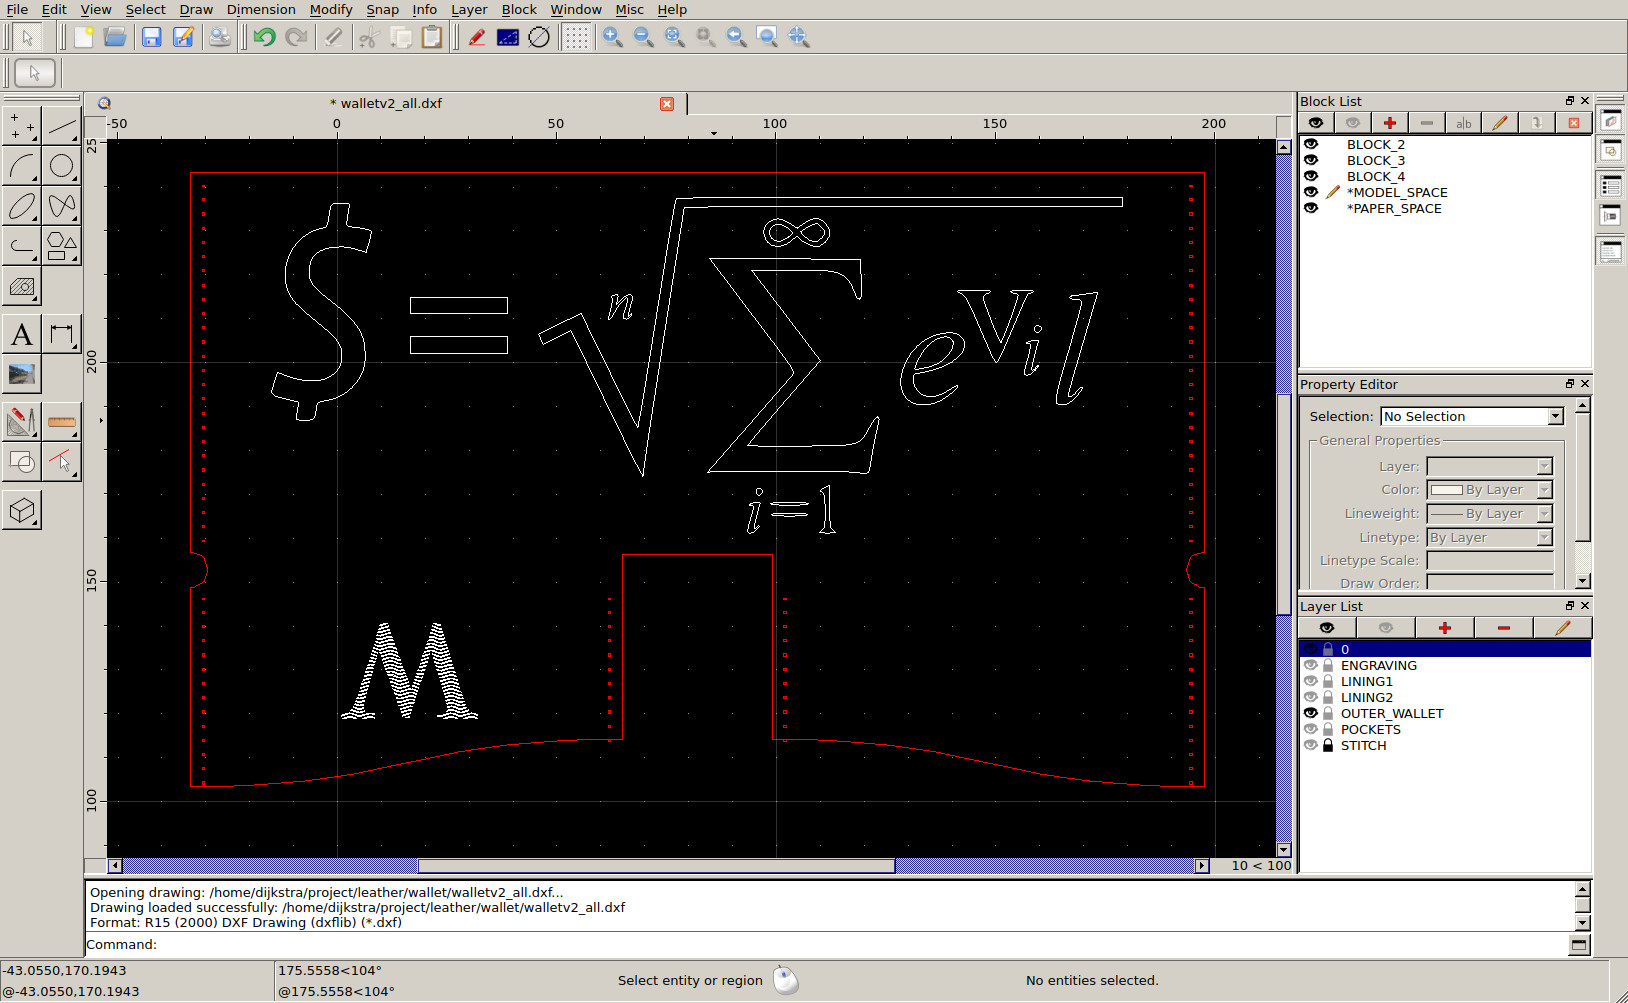 File Edit View Select Draw Dimension Modify Snap Info Layer Block Window Misc Help
* walletv2_all.dxf
-50 0 50 100 150 200
25
200
150
100
$ = n√ ∞ Σ i=1 e Vi l
M
10 < 100
Block List
a|b
BLOCK_2
BLOCK_3
BLOCK_4
*MODEL_SPACE
*PAPER_SPACE
Property Editor
Selection: No Selection
General Properties
Layer:
Color: By Layer
Lineweight: By Layer
Linetype: By Layer
Linetype Scale:
Draw Order:
Layer List
0
ENGRAVING
LINING1
LINING2
OUTER_WALLET
POCKETS
STITCH
A
Opening drawing: /home/dijkstra/project/leather/wallet/walletv2_all.dxf...
Drawing loaded successfully: /home/dijkstra/project/leather/wallet/walletv2_all.dxf
Format: R15 (2000) DXF Drawing (dxflib) (*.dxf)
Command:
-43.0550,170.1943 175.5558<104°
@-43.0550,170.1943 @175.5558<104°
Select entity or region
No entities selected.